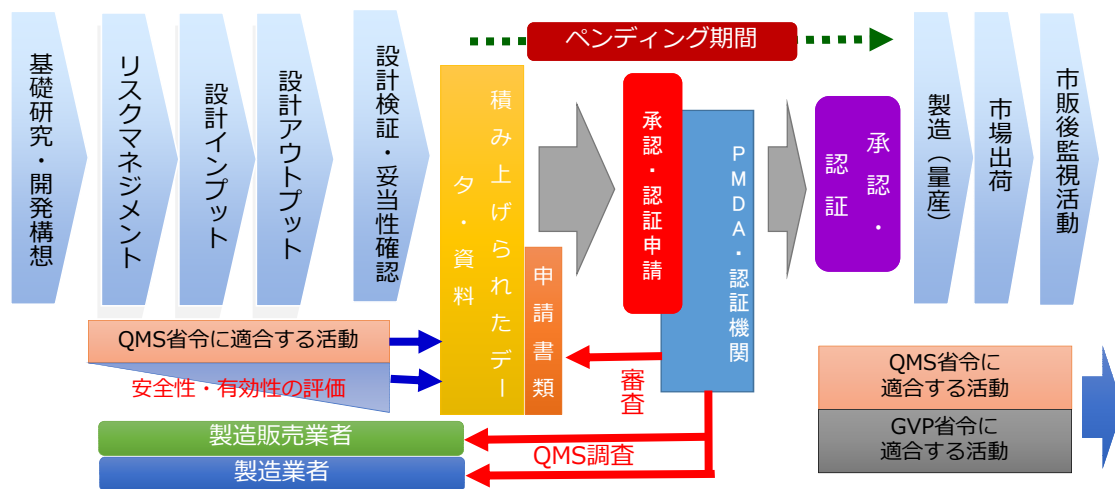 ペンディング期間
基礎研究・開発構想
リスクマネジメント
設計インプット
設計アウトプット
設計検証・妥当性確認
積み上げられたデー
タ・資料
申請書類
承認・認証申請
PMDA・認証機関
承認・
認証
製造（量産）
市場出荷
市販後監視活動
QMS省令に適合する活動
安全性・有効性の評価
審査
製造販売業者
製造業者
QMS調査
QMS省令に
適合する活動
GVP省令に
適合する活動